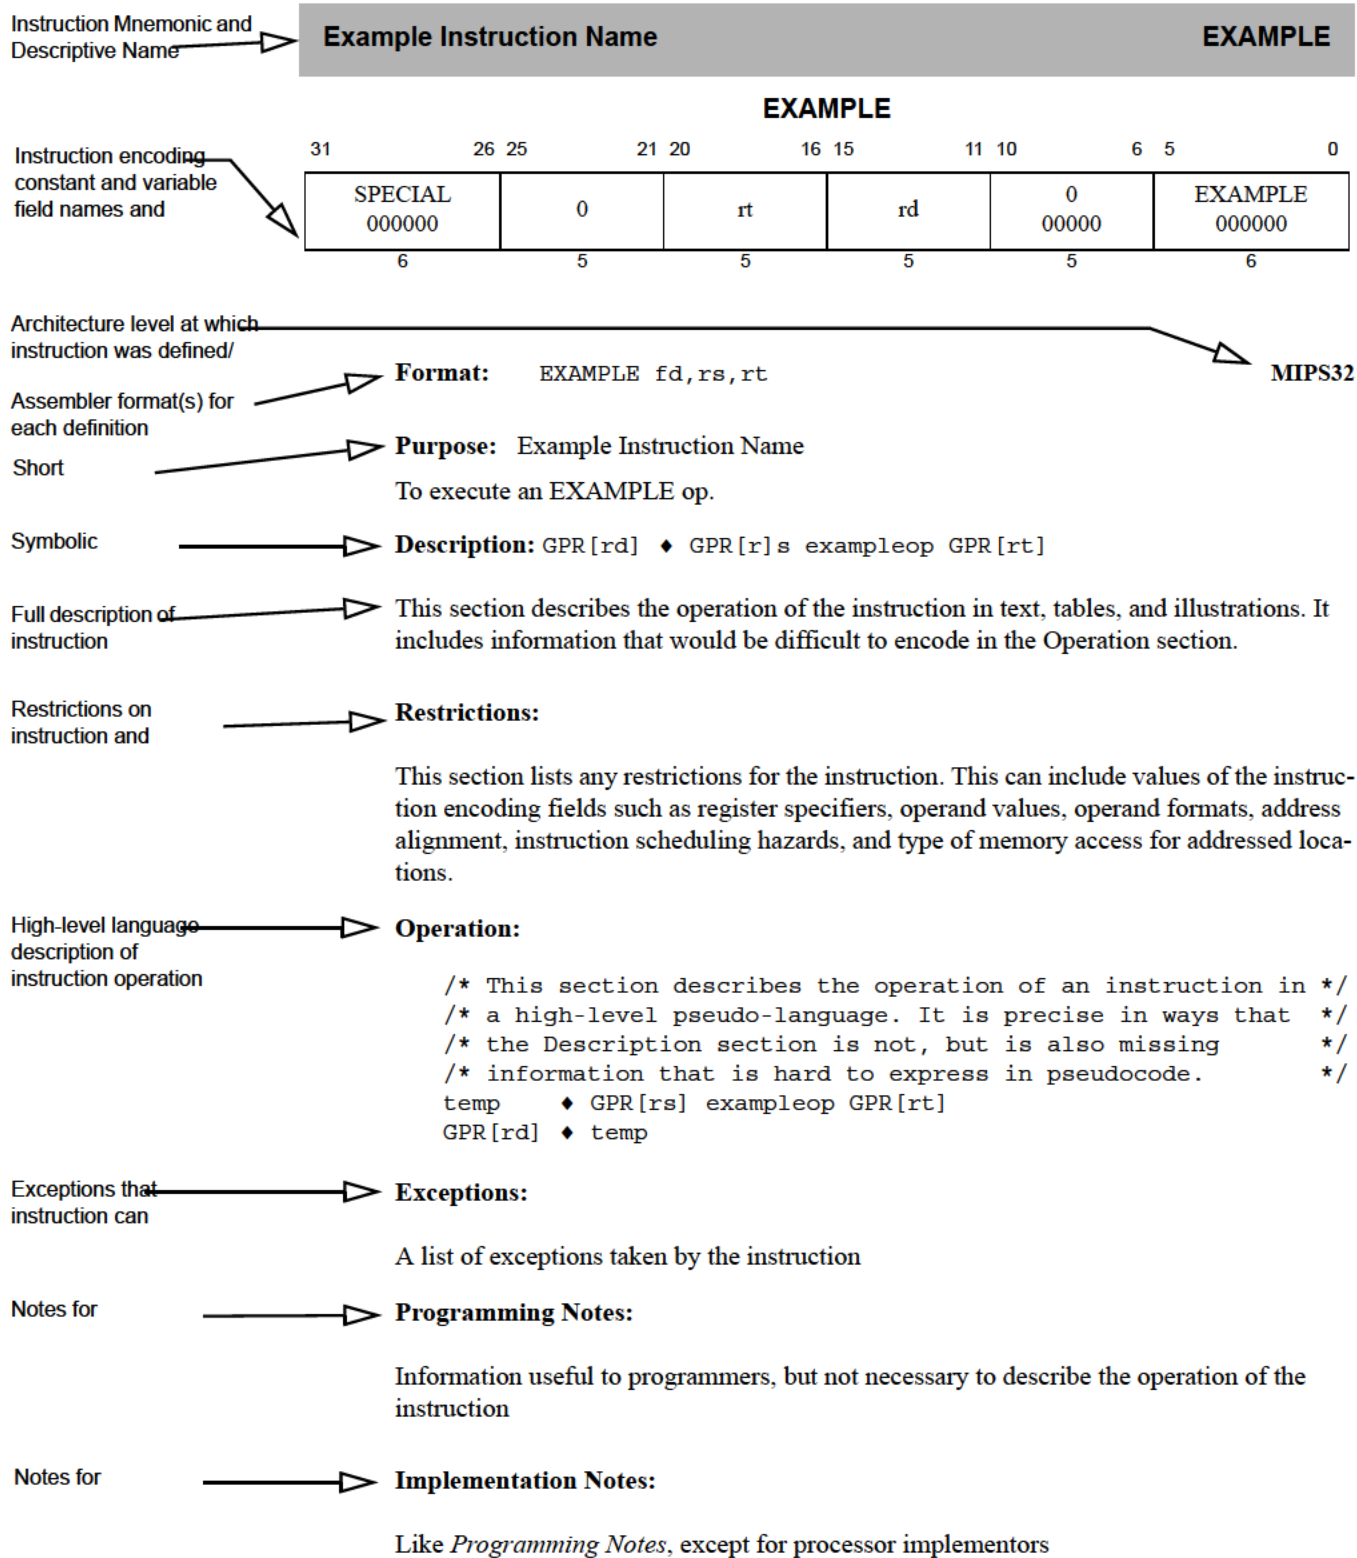 Instruction Mnemonic and
Descriptive Name
Example Instruction Name EXAMPLE
EXAMPLE
31 26 25 21 20 16 15 11 10 6 5 0
Instruction encoding
constant and variable
field names and
SPECIAL
000000
0
rt
rd
0
00000
EXAMPLE
000000
6 5 5 5 5 6
Architecture level at which
instruction was defined/
Format: EXAMPLE fd,rs,rt MIPS32
Assembler format(s) for
each definition
Purpose: Example Instruction Name
Short
To execute an EXAMPLE op.
Symbolic
Description: GPR[rd] ♦ GPR[r]s exampleop GPR[rt]
Full description of
instruction
This section describes the operation of the instruction in text, tables, and illustrations. It
includes information that would be difficult to encode in the Operation section.
Restrictions on
instruction and
Restrictions:
This section lists any restrictions for the instruction. This can include values of the instruc-
tion encoding fields such as register specifiers, operand values, operand formats, address
alignment, instruction scheduling hazards, and type of memory access for addressed loca-
tions.
High-level language
description of
instruction operation
Operation:
/* This section describes the operation of an instruction in */
/* a high-level pseudo-language. It is precise in ways that */
/* the Description section is not, but is also missing */
/* information that is hard to express in pseudocode. */
temp ♦ GPR[rs] exampleop GPR[rt]
GPR[rd] ♦ temp
Exceptions that
instruction can
Exceptions:
A list of exceptions taken by the instruction
Notes for
Programming Notes:
Information useful to programmers, but not necessary to describe the operation of the
instruction
Notes for
Implementation Notes:
Like Programming Notes, except for processor implementors